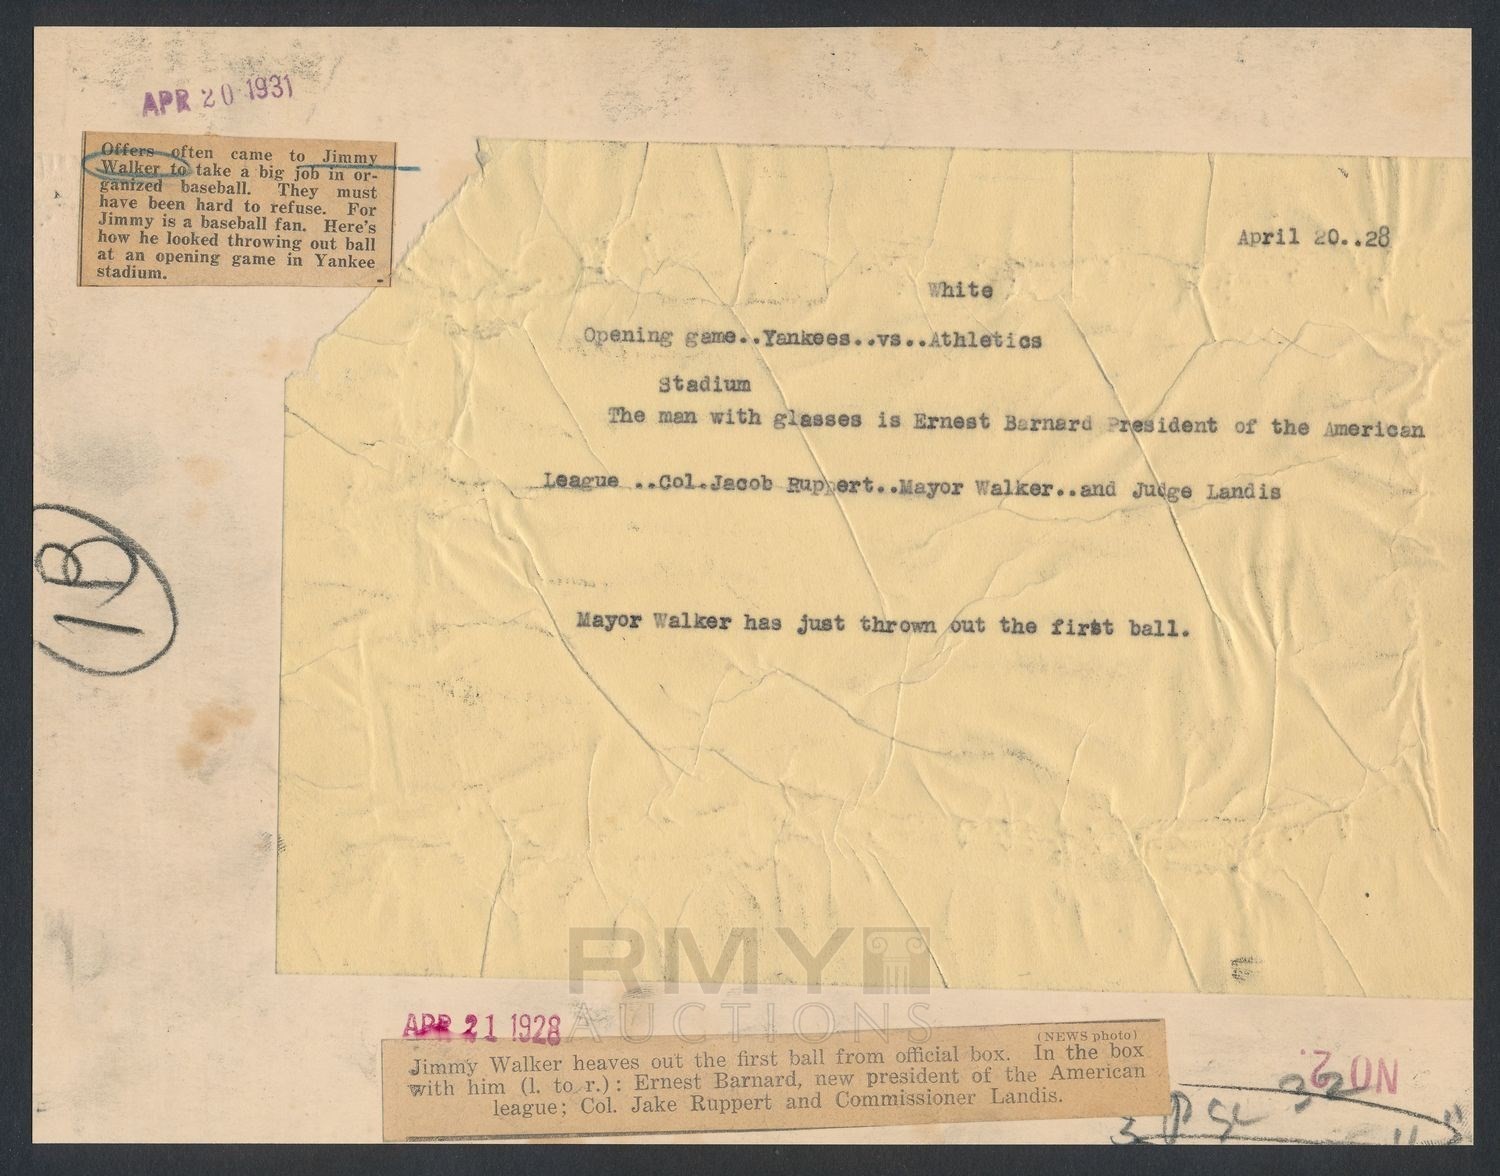 APR 20 1931
Offers often came to Jimmy
Walker to take a big job in or-
ganized baseball. They must
have been hard to refuse. For
Jimmy is a baseball fan. Here's
how he looked throwing out ball
at an opening game in Yankee
stadium.
April 20..28
White
Opening game..Yankees..vs..Athletics
Stadium
The man with glasses is Ernest Barnard President of the American
League ..Col.Jacob Ruppert..Mayor Walker..and Judge Landis
Mayor Walker has just thrown out the first ball.
1B
RMY
AUCTIONS
APR 21 1928
(NEWS photo)
Jimmy Walker heaves out the first ball from official box. In the box
with him (l. to r.): Ernest Barnard, new president of the American
league; Col. Jake Ruppert and Commissioner Landis.
NO 2.